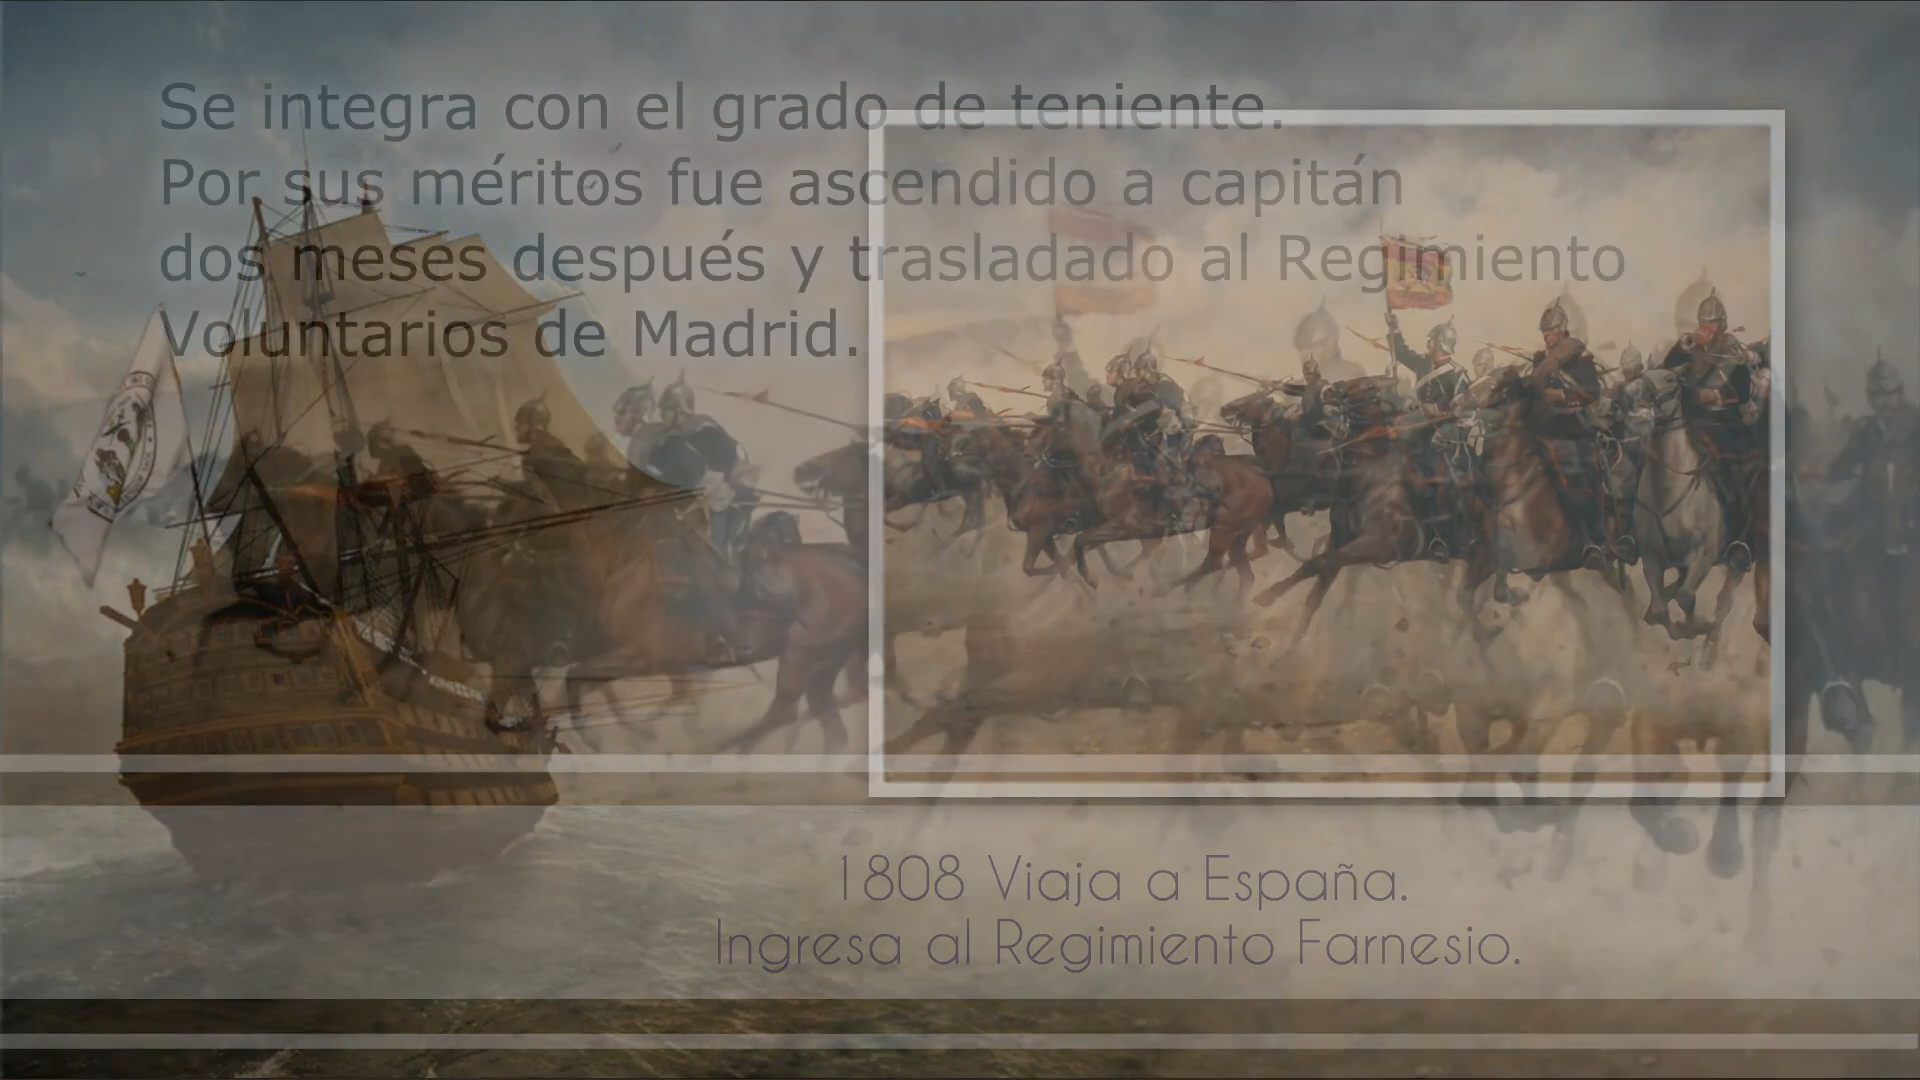 Se integra con el grado de teniente.
Por sus méritos fue ascendido a capitán
dos meses después y trasladado al Regimiento
Voluntarios de Madrid.
1808 Viaja a España.
Ingresa al Regimiento Farnesio.